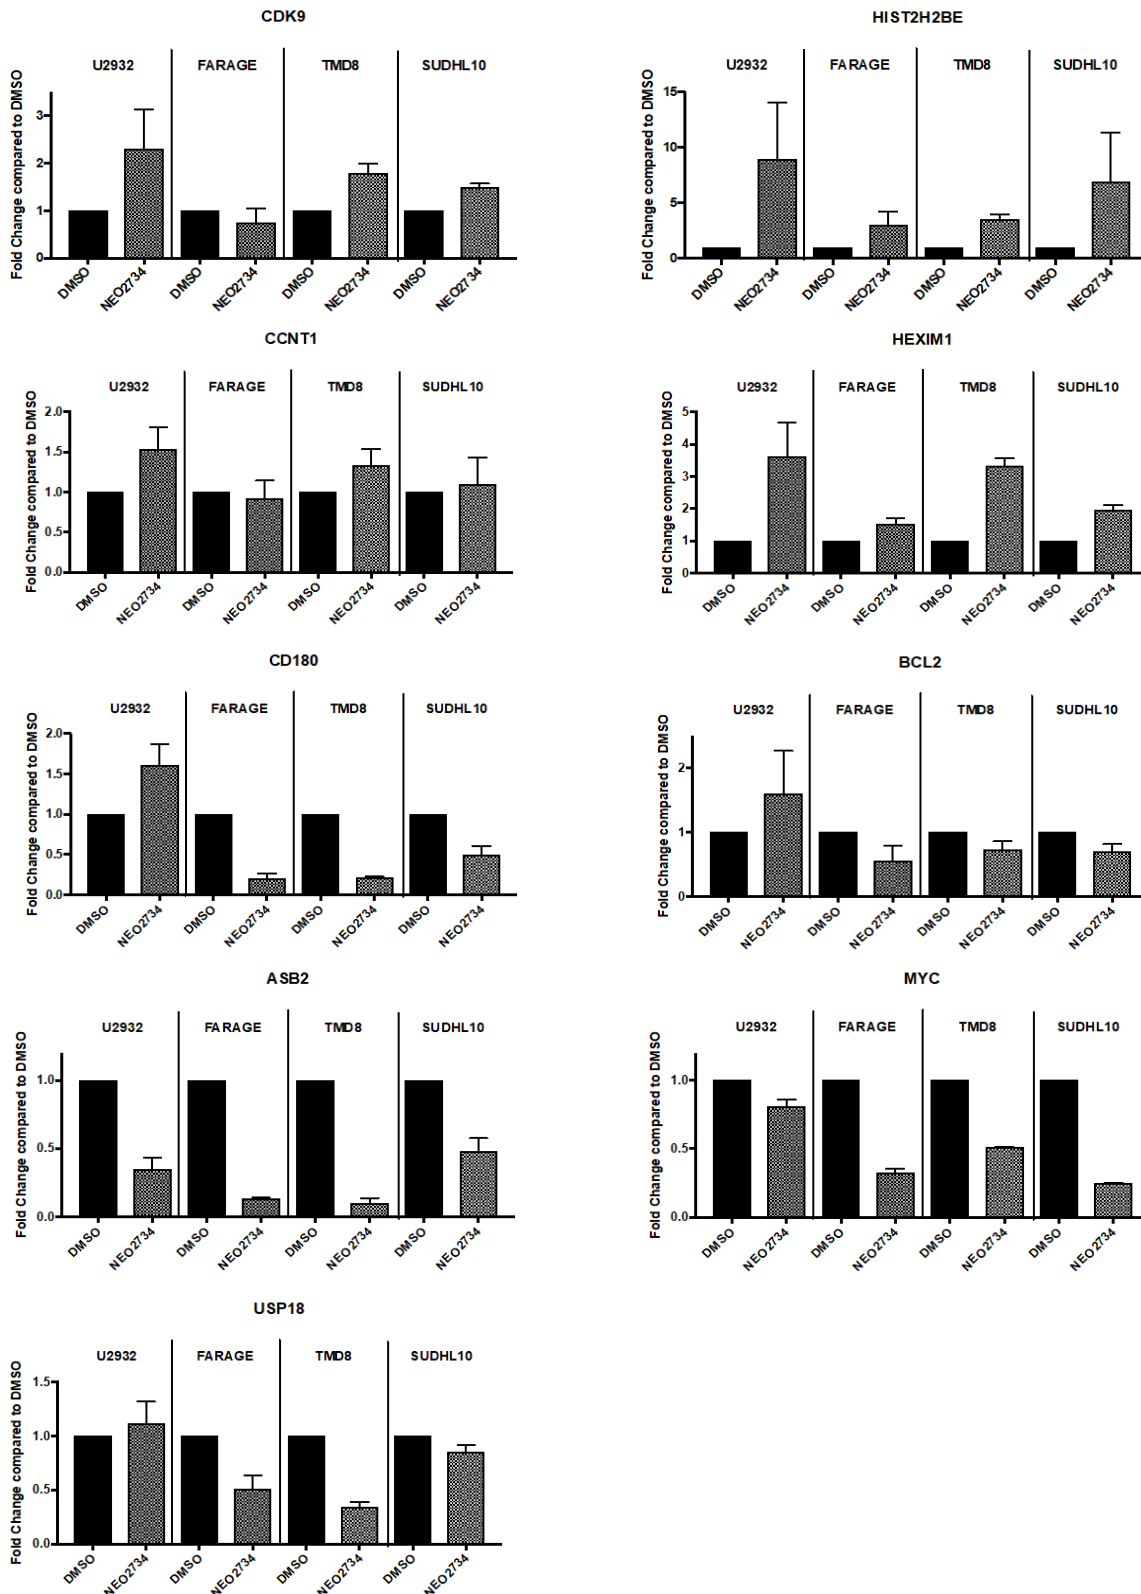 CDK9
U2932 FARAGE TMD8 SUDHL10
Fold Change compared to DMSO
3
2
1
0
DMSO NEO2734 DMSO NEO2734 DMSO NEO2734 DMSO NEO2734
HIST2H2BE
U2932 FARAGE TMD8 SUDHL10
Fold Change compared to DMSO
15
10
5
0
DMSO NEO2734 DMSO NEO2734 DMSO NEO2734 DMSO NEO2734
CCNT1
U2932 FARAGE TMD8 SUDHL10
Fold Change compared to DMSO
2.0
1.5
1.0
0.5
0.0
DMSO NEO2734 DMSO NEO2734 DMSO NEO2734 DMSO NEO2734
HEXIM1
U2932 FARAGE TMD8 SUDHL10
Fold Change compared to DMSO
5
4
3
2
1
0
DMSO NEO2734 DMSO NEO2734 DMSO NEO2734 DMSO NEO2734
CD180
U2932 FARAGE TMD8 SUDHL10
Fold Change compared to DMSO
2.0
1.5
1.0
0.5
0.0
DMSO NEO2734 DMSO NEO2734 DMSO NEO2734 DMSO NEO2734
BCL2
U2932 FARAGE TMD8 SUDHL10
Fold Change compared to DMSO
2
1
0
DMSO NEO2734 DMSO NEO2734 DMSO NEO2734 DMSO NEO2734
ASB2
U2932 FARAGE TMD8 SUDHL10
Fold Change compared to DMSO
1.0
0.5
0.0
DMSO NEO2734 DMSO NEO2734 DMSO NEO2734 DMSO NEO2734
MYC
U2932 FARAGE TMD8 SUDHL10
Fold Change compared to DMSO
1.0
0.5
0.0
DMSO NEO2734 DMSO NEO2734 DMSO NEO2734 DMSO NEO2734
USP18
U2932 FARAGE TMD8 SUDHL10
Fold Change compared to DMSO
1.5
1.0
0.5
0.0
DMSO NEO2734 DMSO NEO2734 DMSO NEO2734 DMSO NEO2734